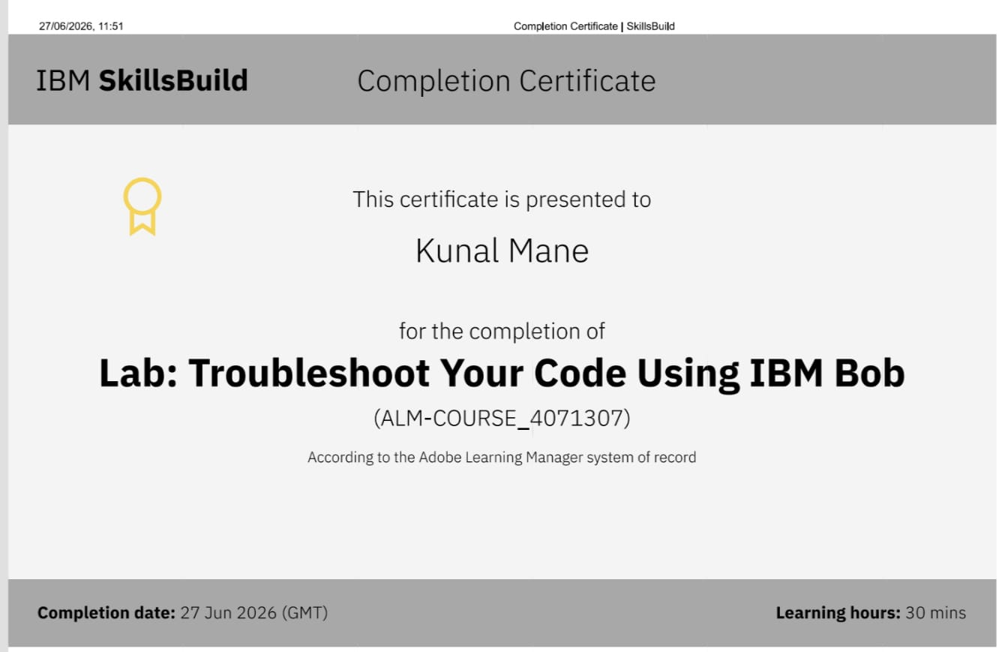 27/06/2026, 11:51 Completion Certificate | SkillsBuild
IBM SkillsBuild Completion Certificate
This certificate is presented to
Kunal Mane
for the completion of
Lab: Troubleshoot Your Code Using IBM Bob
(ALM-COURSE_4071307)
According to the Adobe Learning Manager system of record
Completion date: 27 Jun 2026 (GMT) Learning hours: 30 mins